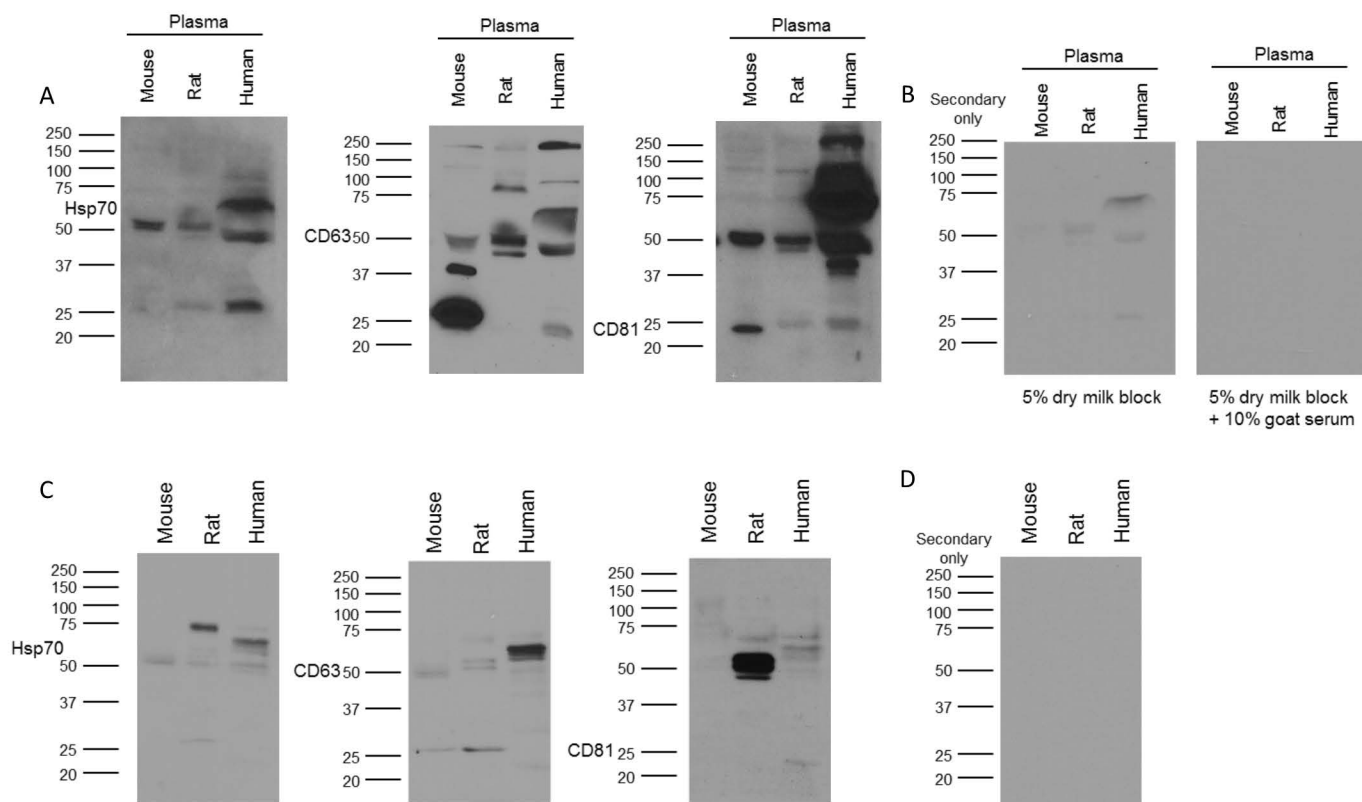 A
Plasma
Mouse
Rat
Human
250
150
100
75
Hsp70
50
37
25
20
Plasma
Mouse
Rat
Human
250
150
100
75
CD63
50
37
25
20
Plasma
Mouse
Rat
Human
250
150
100
75
50
37
25
CD81
20
B
Secondary
only
Plasma
Mouse
Rat
Human
250
150
100
75
50
37
25
20
5% dry milk block
Plasma
Mouse
Rat
Human
5% dry milk block
+ 10% goat serum
C
Mouse
Rat
Human
250
150
100
75
Hsp70
50
37
25
20
Mouse
Rat
Human
250
150
100
75
CD63 50
37
25
20
Mouse
Rat
Human
250
150
100
75
50
37
CD81 25
20
D
Secondary
only
Mouse
Rat
Human
250
150
100
75
50
37
25
20